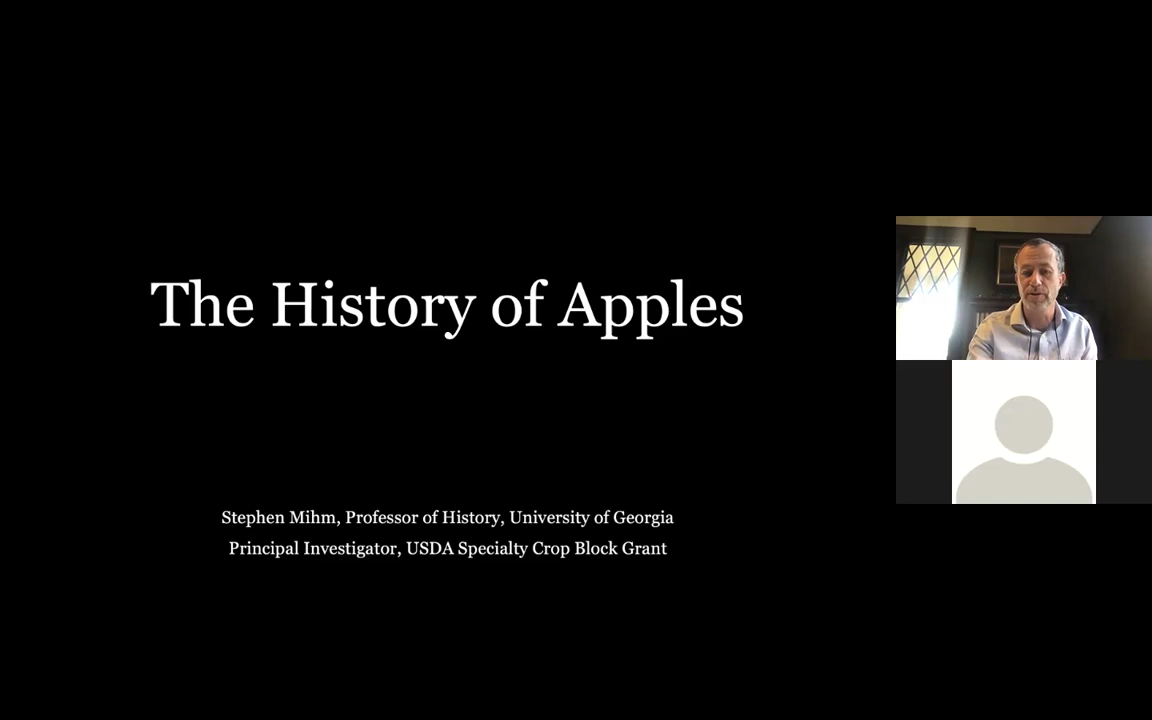 The History of Apples
Stephen Mihm, Professor of History, University of Georgia
Principal Investigator, USDA Specialty Crop Block Grant